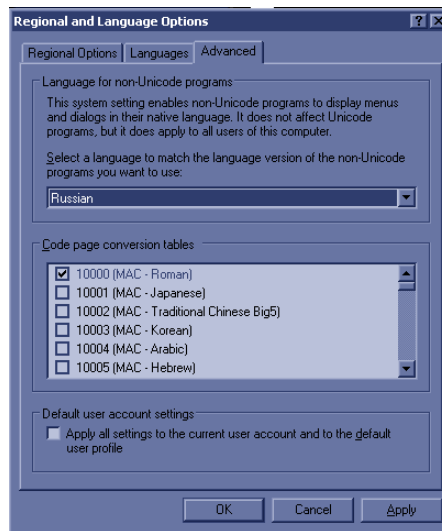 Regional and Language Options
Regional Options Languages Advanced
Language for non-Unicode programs
This system setting enables non-Unicode programs to display menus
and dialogs in their native language. It does not affect Unicode
programs, but it does apply to all users of this computer.
Select a language to match the language version of the non-Unicode
programs you want to use:
Russian
Code page conversion tables
10000 (MAC - Roman)
10001 (MAC - Japanese)
10002 (MAC - Traditional Chinese Big5)
10003 (MAC - Korean)
10004 (MAC - Arabic)
10005 (MAC - Hebrew)
Default user account settings
Apply all settings to the current user account and to the default
user profile
OK Cancel Apply